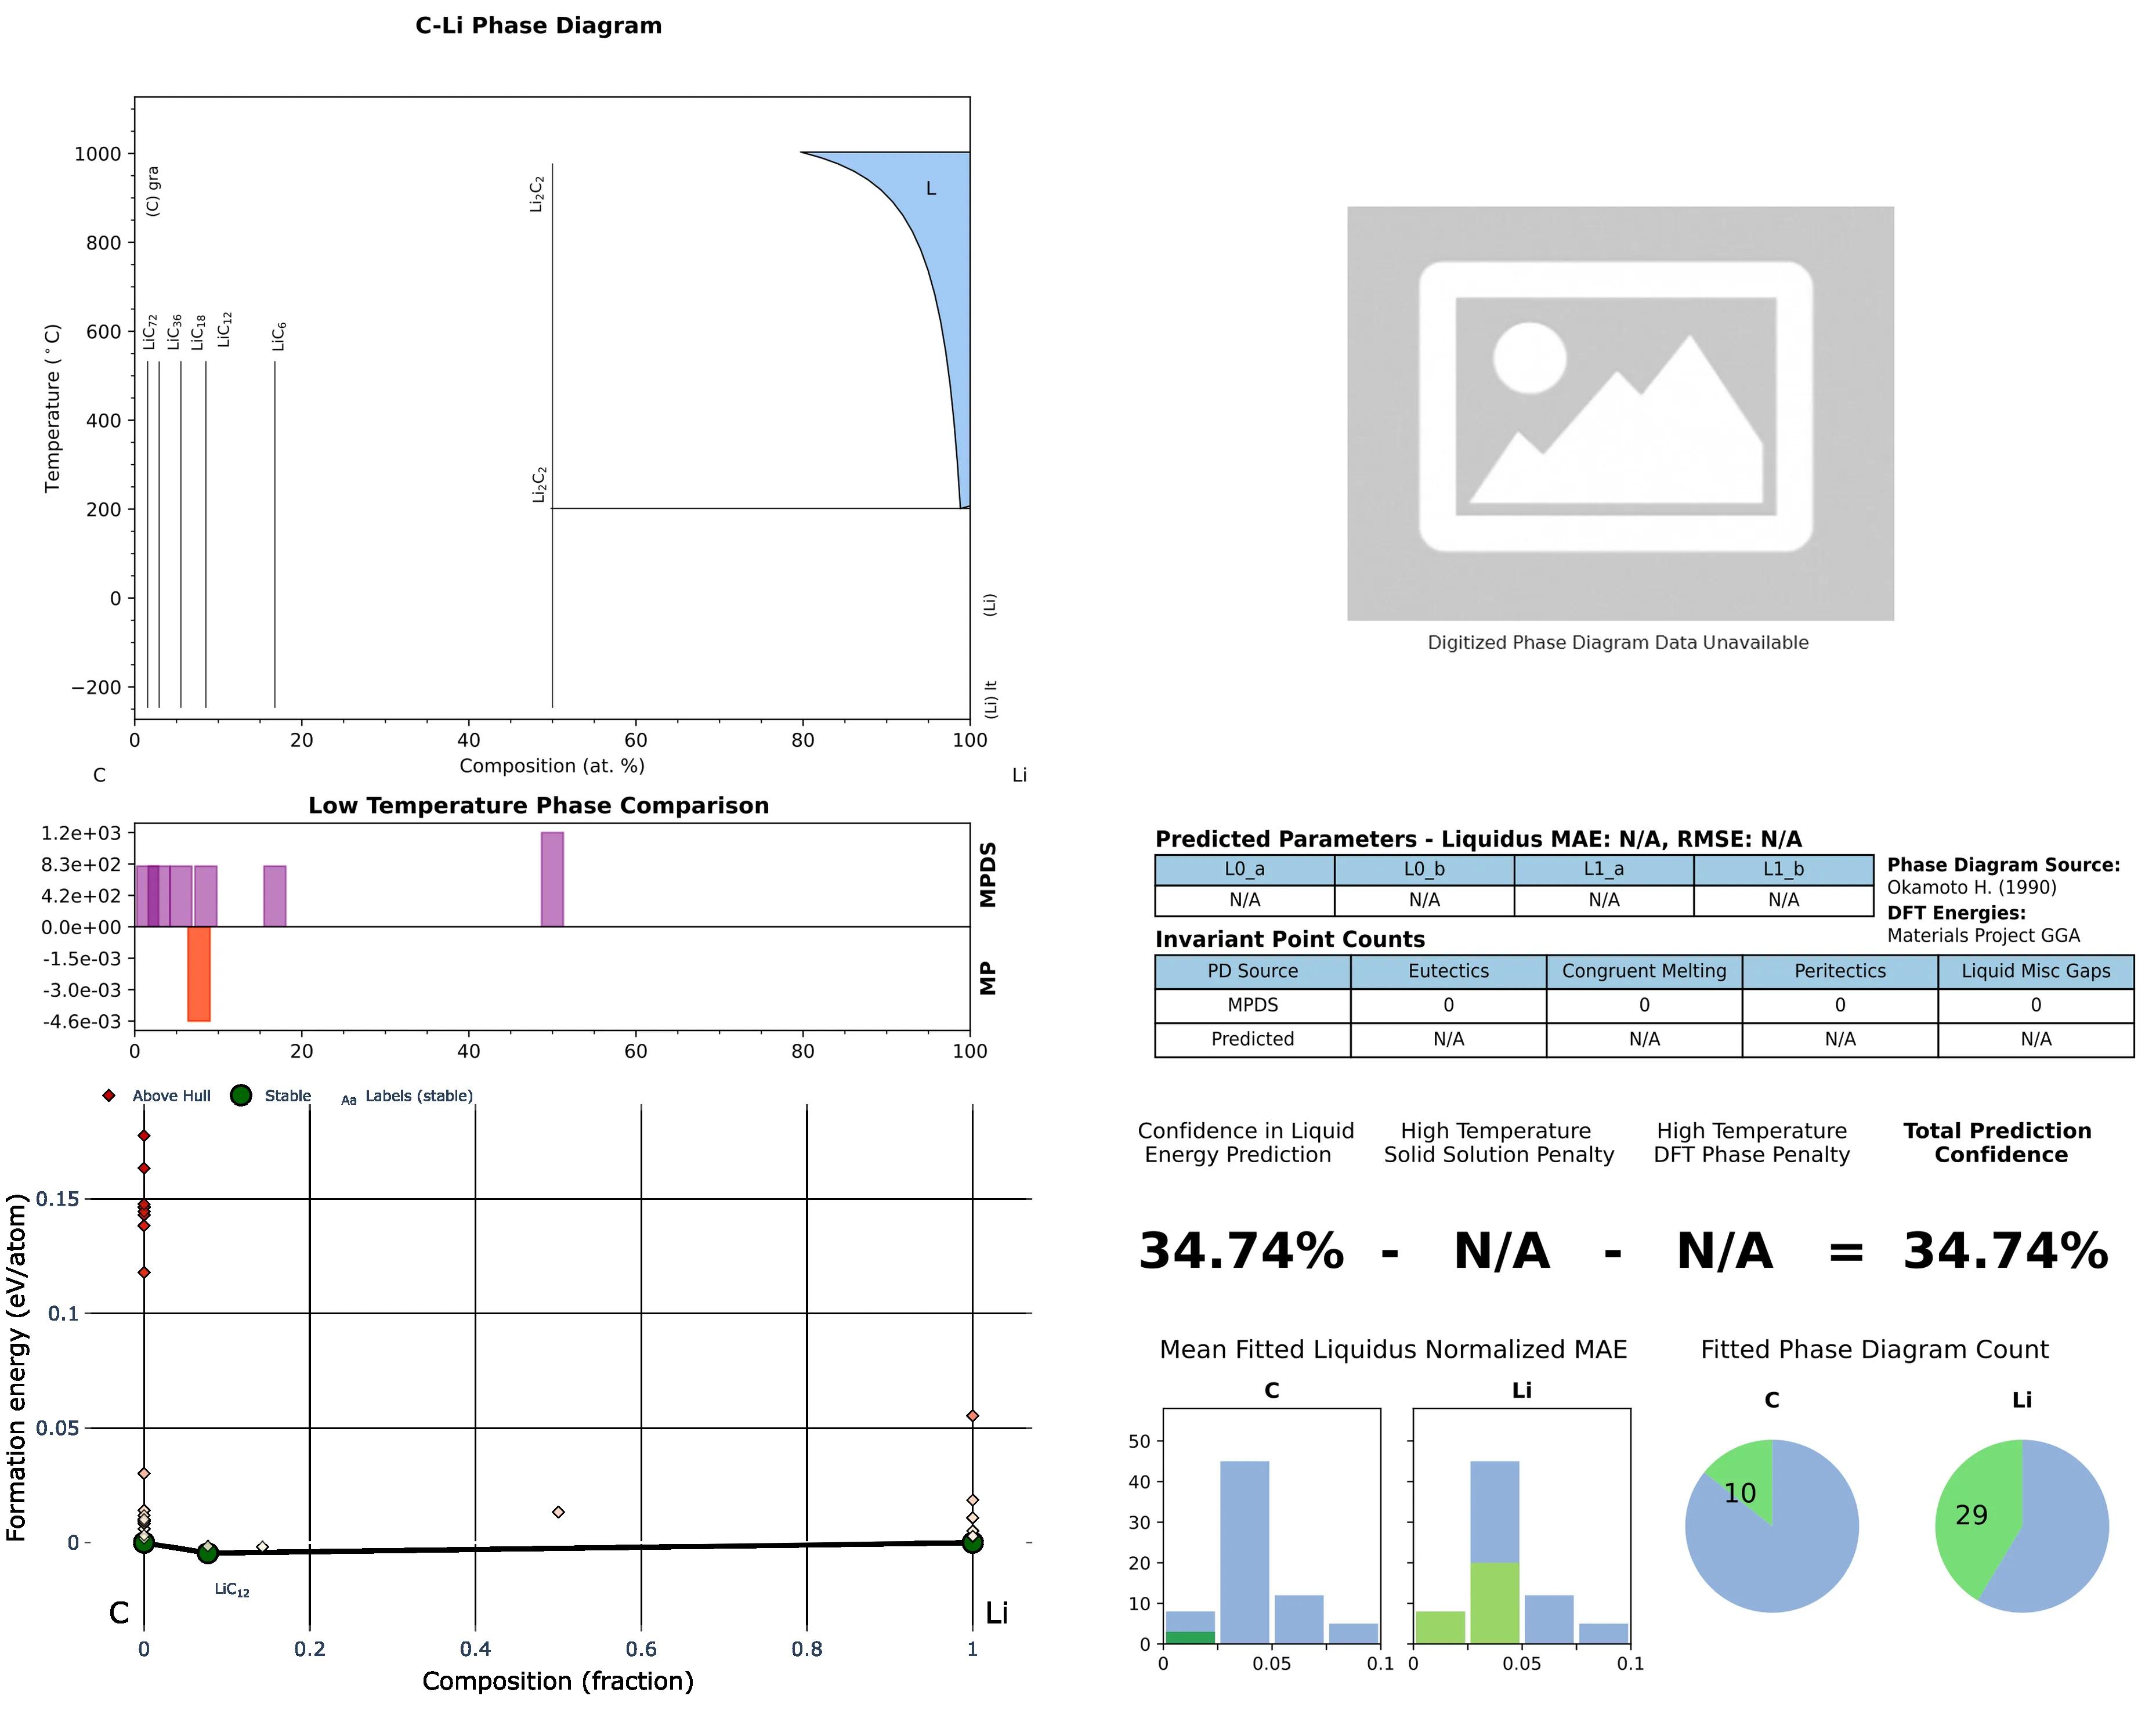 C-Li Phase Diagram
1000
800
600
400
200
0
−200
Temperature (°C)
(C) gra
LiC72
LiC36
LiC18
LiC12
LiC6
Li2C2
Li2C2
L
(Li)
(Li) lt
0 20 40 60 80 100
Composition (at. %)
C Li
Digitized Phase Diagram Data Unavailable
Low Temperature Phase Comparison
1.2e+03
8.3e+02
4.2e+02
0.0e+00
-1.5e-03
-3.0e-03
-4.6e-03
MPDS
MP
0 20 40 60 80 100
Predicted Parameters - Liquidus MAE: N/A, RMSE: N/A
L0_a L0_b L1_a L1_b
N/A N/A N/A N/A
Phase Diagram Source:
Okamoto H. (1990)
DFT Energies:
Materials Project GGA
Invariant Point Counts
PD Source Eutectics Congruent Melting Peritectics Liquid Misc Gaps
MPDS 0 0 0 0
Predicted N/A N/A N/A N/A
Above Hull Stable Aa Labels (stable)
0.15
0.1
0.05
0
Formation energy (eV/atom)
LiC12
C Li
0 0.2 0.4 0.6 0.8 1
Composition (fraction)
Confidence in Liquid
Energy Prediction
High Temperature
Solid Solution Penalty
High Temperature
DFT Phase Penalty
Total Prediction
Confidence
34.74% - N/A - N/A = 34.74%
Mean Fitted Liquidus Normalized MAE
C Li
50
40
30
20
10
0
0 0.05 0.1 0 0.05 0.1
Fitted Phase Diagram Count
C Li
10 29